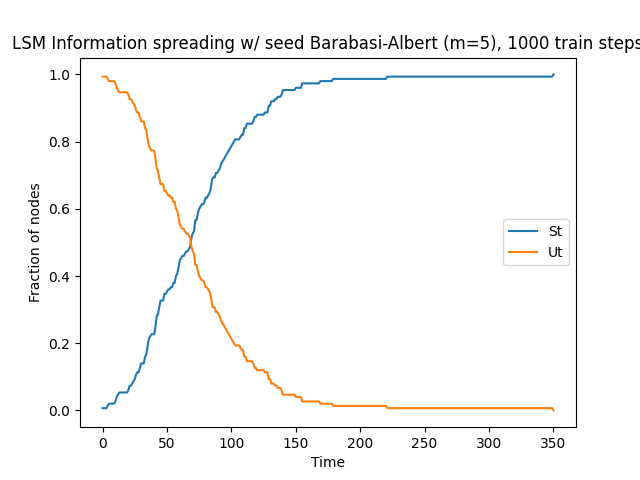 LSM Information spreading w/ seed Barabasi-Albert (m=5), 1000 train steps
1.0
0.8
0.6
0.4
0.2
0.0
Fraction of nodes
St
Ut
0 50 100 150 200 250 300 350
Time